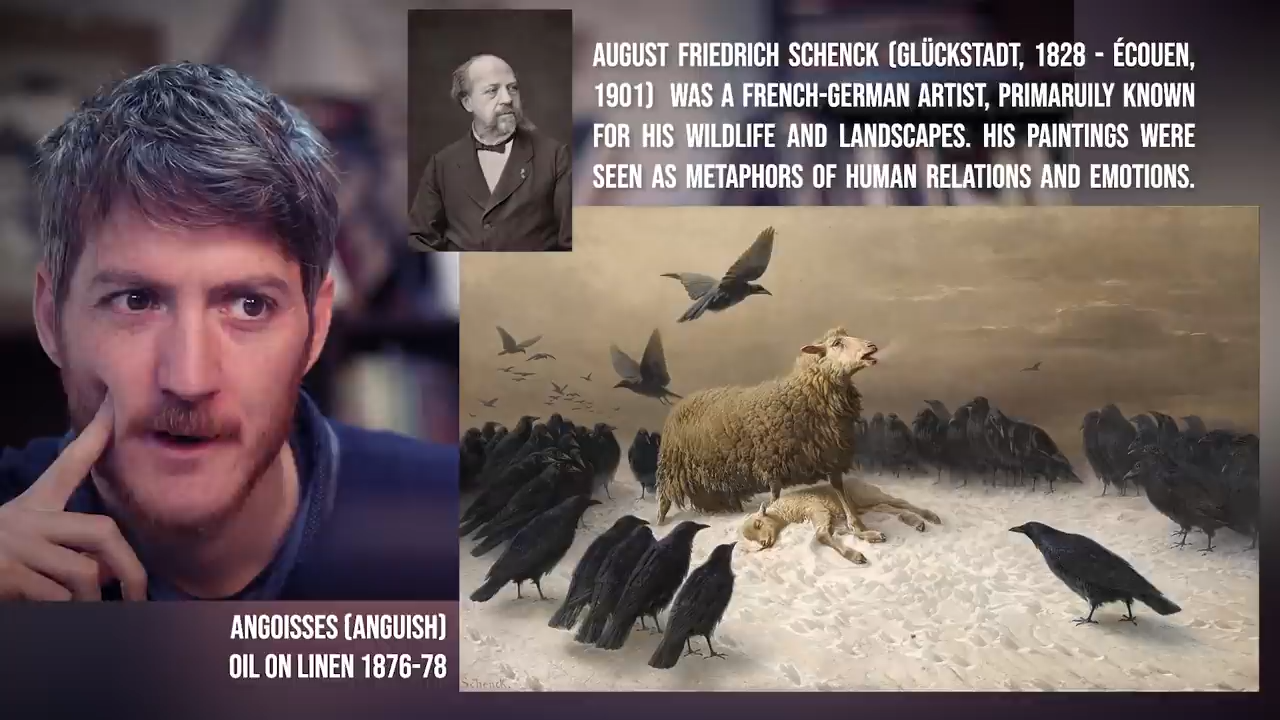 AUGUST FRIEDRICH SCHENCK (GLÜCKSTADT, 1828 - ÉCOUEN,
1901) WAS A FRENCH-GERMAN ARTIST, PRIMARUILY KNOWN
FOR HIS WILDLIFE AND LANDSCAPES. HIS PAINTINGS WERE
SEEN AS METAPHORS OF HUMAN RELATIONS AND EMOTIONS.
ANGOISSES (ANGUISH)
OIL ON LINEN 1876-78
Schenck.